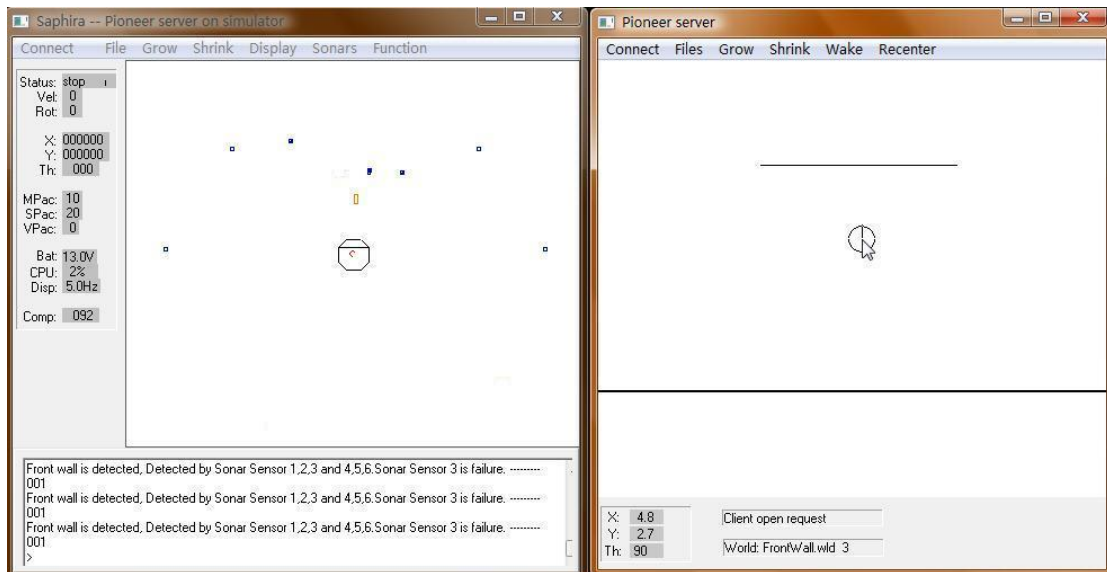 Saphira -- Pioneer server on simulator
Connect File Grow Shrink Display Sonars Function
Status: stop
Vel: 0
Rot: 0
X: 000000
Y: 000000
Th: 000
MPac: 10
SPac: 20
VPac: 0
Bat: 13.0V
CPU: 2%
Disp: 5.0Hz
Comp: 092
Front wall is detected, Detected by Sonar Sensor 1,2,3 and 4,5,6.Sonar Sensor 3 is failure. ---------
001
Front wall is detected, Detected by Sonar Sensor 1,2,3 and 4,5,6.Sonar Sensor 3 is failure. ---------
001
Front wall is detected, Detected by Sonar Sensor 1,2,3 and 4,5,6.Sonar Sensor 3 is failure. ---------
001
>
Pioneer server
Connect Files Grow Shrink Wake Recenter
X: 4.8
Y: 2.7
Th: 90
Client open request
World: FrontWall.wld 3